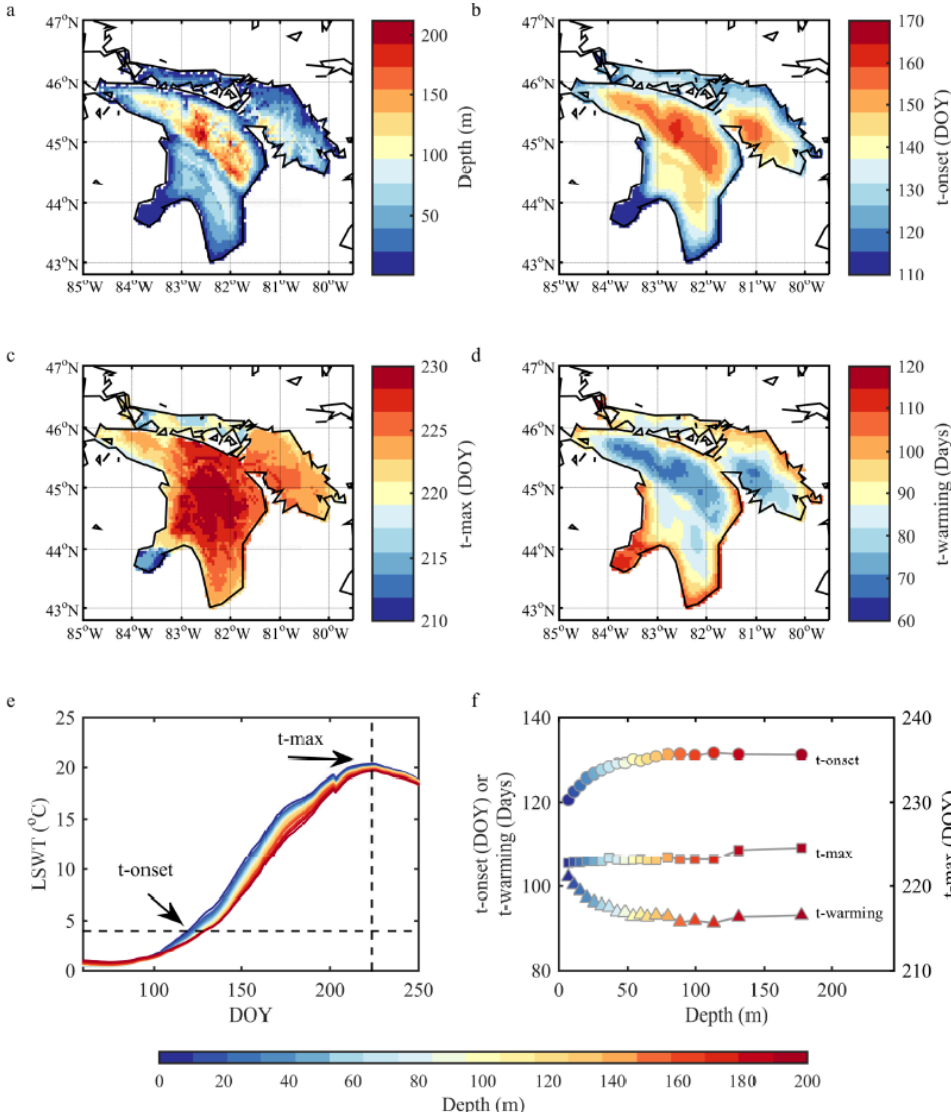 a
47°N
46°N
45°N
44°N
43°N
85°W 84°W 83°W 82°W 81°W 80°W
200
150
100
50
Depth (m)
b
47°N
46°N
45°N
44°N
43°N
85°W 84°W 83°W 82°W 81°W 80°W
170
160
150
140
130
120
110
t-onset (DOY)
c
47°N
46°N
45°N
44°N
43°N
85°W 84°W 83°W 82°W 81°W 80°W
230
225
220
215
210
t-max (DOY)
d
47°N
46°N
45°N
44°N
43°N
85°W 84°W 83°W 82°W 81°W 80°W
120
110
100
90
80
70
60
t-warming (Days)
e
25
20
15
10
5
0
LSWT (°C)
t-max
t-onset
100 150 200 250
DOY
f
140
120
100
80
t-onset (DOY) or
t-warming (Days)
t-onset
t-max
t-warming
240
230
220
210
t-max (DOY)
0 50 100 150 200
Depth (m)
0 20 40 60 80 100 120 140 160 180 200
Depth (m)